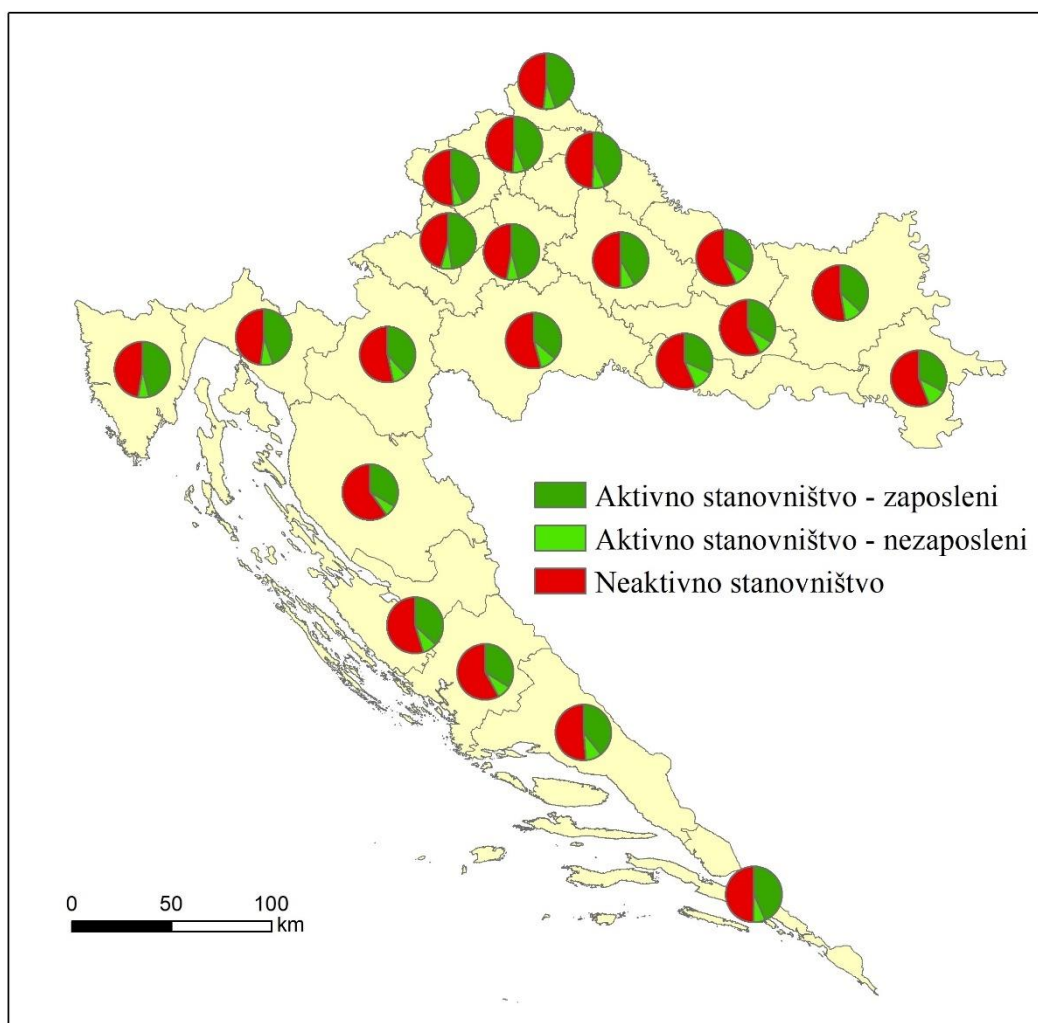 Aktivno stanovništvo - zaposleni
Aktivno stanovništvo - nezaposleni
Neaktivno stanovništvo
0 50 100
km